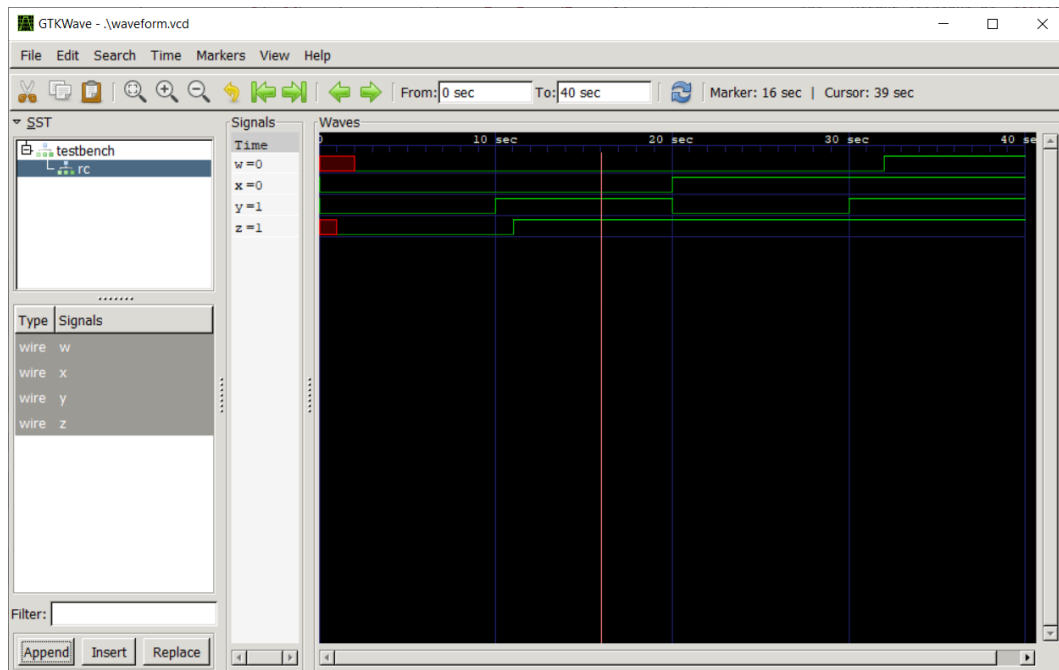 GTKWave - .\waveform.vcd
File Edit Search Time Markers View Help
From: 0 sec To: 40 sec Marker: 16 sec | Cursor: 39 sec
SST
testbench
rc
Type Signals
wire w
wire x
wire y
wire z
Filter:
Append Insert Replace
Signals
Time
w =0
x =0
y =1
z =1
Waves
0 10 sec 20 sec 30 sec 40 se